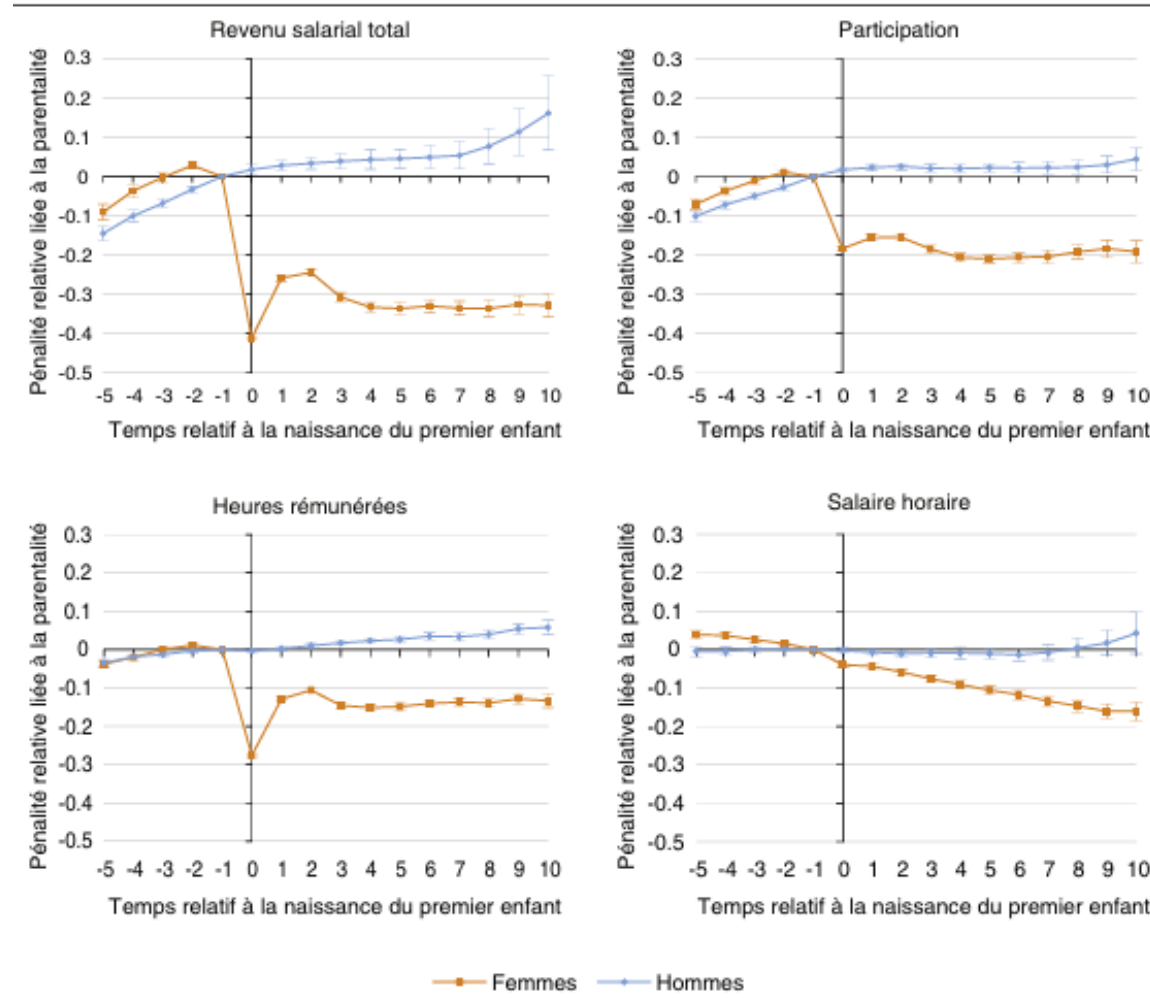 Revenu salarial total
Pénalité relative liée à la parentalité
0.3
0.2
0.1
0
-0.1
-0.2
-0.3
-0.4
-0.5
-5 -4 -3 -2 -1 0 1 2 3 4 5 6 7 8 9 10
Temps relatif à la naissance du premier enfant
Participation
Pénalité relative liée à la parentalité
0.3
0.2
0.1
0
-0.1
-0.2
-0.3
-0.4
-0.5
-5 -4 -3 -2 -1 0 1 2 3 4 5 6 7 8 9 10
Temps relatif à la naissance du premier enfant
Heures rémunérées
Pénalité relative liée à la parentalité
0.3
0.2
0.1
0
-0.1
-0.2
-0.3
-0.4
-0.5
-5 -4 -3 -2 -1 0 1 2 3 4 5 6 7 8 9 10
Temps relatif à la naissance du premier enfant
Salaire horaire
Pénalité relative liée à la parentalité
0.3
0.2
0.1
0
-0.1
-0.2
-0.3
-0.4
-0.5
-5 -4 -3 -2 -1 0 1 2 3 4 5 6 7 8 9 10
Temps relatif à la naissance du premier enfant
Femmes Hommes